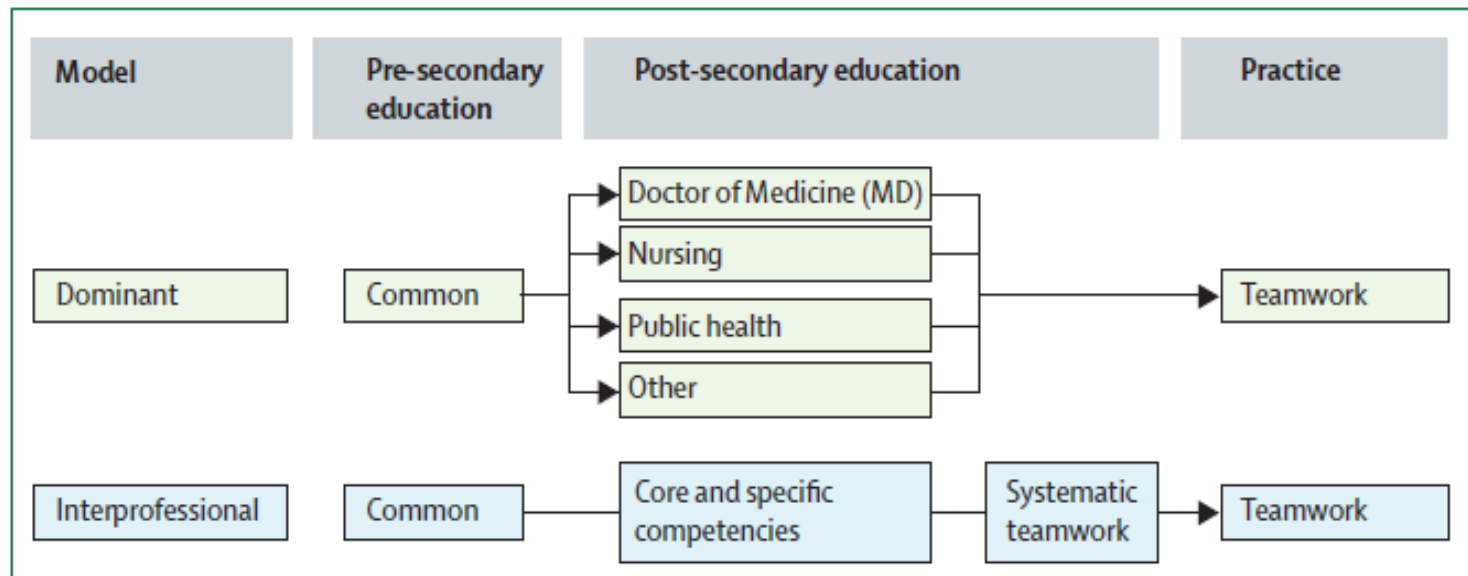 Model
Pre-secondary
education
Post-secondary education
Practice
Doctor of Medicine (MD)
Nursing
Dominant
Common
Teamwork
Public health
Other
Interprofessional
Common
Core and specific
competencies
Systematic
teamwork
Teamwork